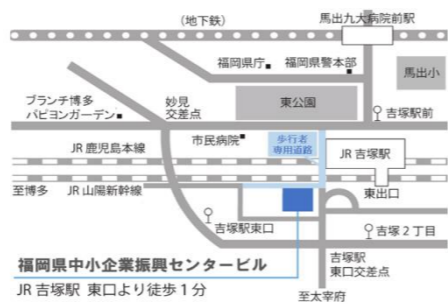 (地下鉄)
馬出九大病院前駅
福岡県庁
福岡県警本部
馬出小
ブランチ博多
パピヨンガーデン
妙見
交差点
東公園
吉塚駅前
市民病院
歩行者
専用道路
JR 鹿児島本線
JR 吉塚駅
至博多
JR 山陽新幹線
東出口
吉塚駅東口
吉塚 2 丁目
福岡県中小企業振興センタービル
吉塚駅
東口交差点
JR 吉塚駅 東口より徒歩 1 分
至太宰府